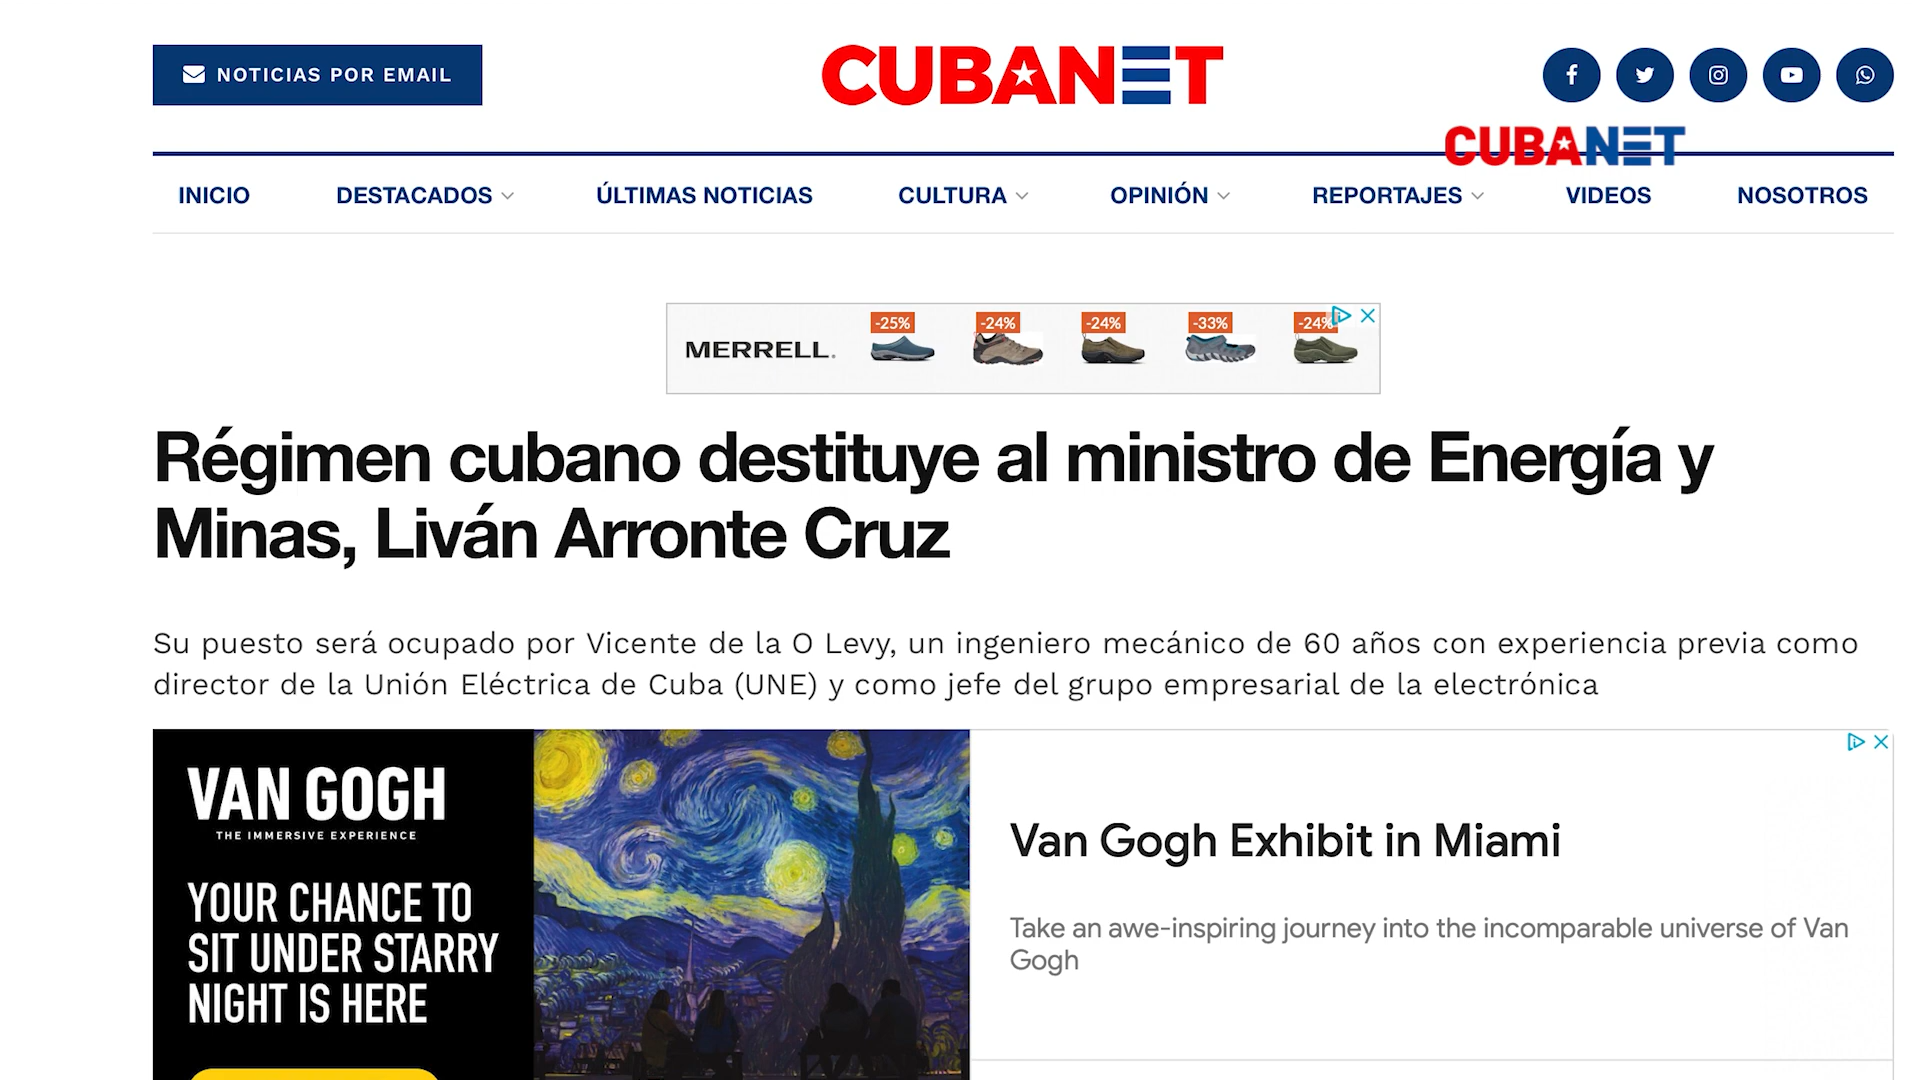 NOTICIAS POR EMAIL
CUBANET
CUBANET
INICIO
DESTACADOS
ÚLTIMAS NOTICIAS
CULTURA
OPINIÓN
REPORTAJES
VIDEOS
NOSOTROS
MERRELL.
-25%
-24%
-24%
-33%
-24%
Régimen cubano destituye al ministro de Energía y
Minas, Liván Arronte Cruz
Su puesto será ocupado por Vicente de la O Levy, un ingeniero mecánico de 60 años con experiencia previa como
director de la Unión Eléctrica de Cuba (UNE) y como jefe del grupo empresarial de la electrónica
VAN GOGH
THE IMMERSIVE EXPERIENCE
YOUR CHANCE TO
SIT UNDER STARRY
NIGHT IS HERE
Van Gogh Exhibit in Miami
Take an awe-inspiring journey into the incomparable universe of Van
Gogh